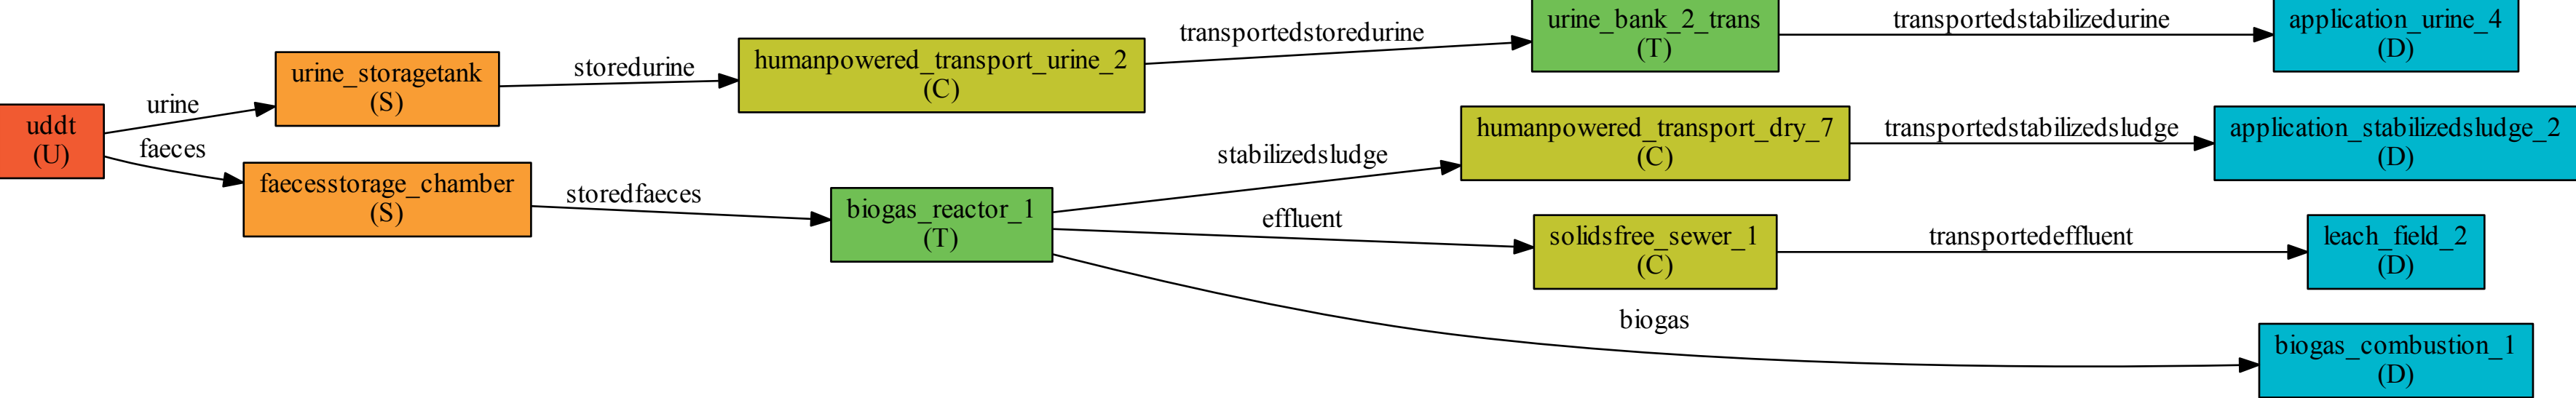 uddt
(U)
urine
faeces
urine_storagetank
(S)
faecesstorage_chamber
(S)
storedurine
storedfaeces
humanpowered_transport_urine_2
(C)
biogas_reactor_1
(T)
transportedstoredurine
stabilizedsludge
effluent
biogas
urine_bank_2_trans
(T)
humanpowered_transport_dry_7
(C)
solidsfree_sewer_1
(C)
transportedstabilizedurine
transportedstabilizedsludge
transportedeffluent
application_urine_4
(D)
application_stabilizedsludge_2
(D)
leach_field_2
(D)
biogas_combustion_1
(D)